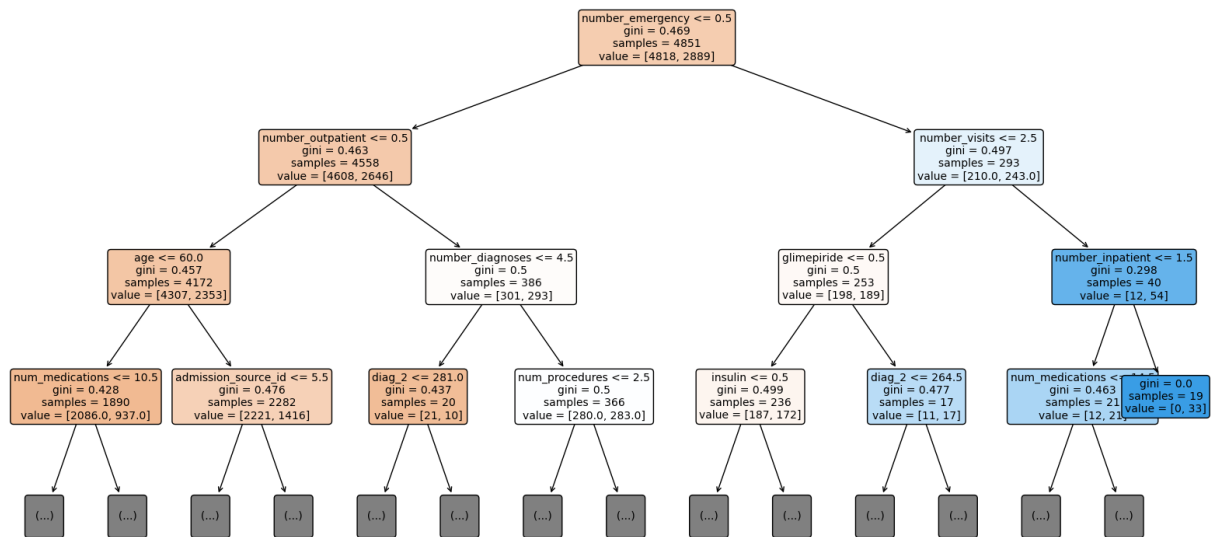 number_emergency <= 0.5
gini = 0.469
samples = 4851
value = [4818, 2889]
number_outpatient <= 0.5
gini = 0.463
samples = 4558
value = [4608, 2646]
number_visits <= 2.5
gini = 0.497
samples = 293
value = [210.0, 243.0]
age <= 60.0
gini = 0.457
samples = 4172
value = [4307, 2353]
number_diagnoses <= 4.5
gini = 0.5
samples = 386
value = [301, 293]
glimepiride <= 0.5
gini = 0.5
samples = 253
value = [198, 189]
number_inpatient <= 1.5
gini = 0.298
samples = 40
value = [12, 54]
num_medications <= 10.5
gini = 0.428
samples = 1890
value = [2086.0, 937.0]
admission_source_id <= 5.5
gini = 0.476
samples = 2282
value = [2221, 1416]
diag_2 <= 281.0
gini = 0.437
samples = 20
value = [21, 10]
num_procedures <= 2.5
gini = 0.5
samples = 366
value = [280.0, 283.0]
insulin <= 0.5
gini = 0.499
samples = 236
value = [187, 172]
diag_2 <= 264.5
gini = 0.477
samples = 17
value = [11, 17]
num_medications <=
gini = 0.463
samples = 21
value = [12,
gini = 0.0
samples = 19
value = [0, 33]
(...)
(...)
(...)
(...)
(...)
(...)
(...)
(...)
(...)
(...)
(...)
(...)
(...)
(...)